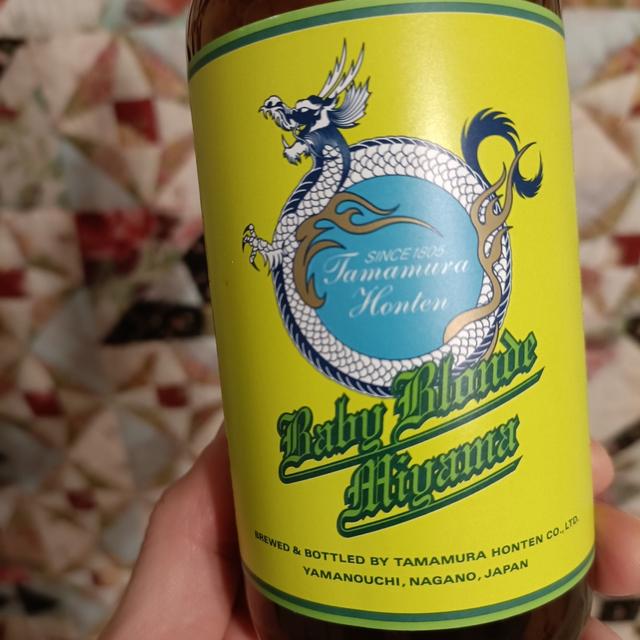 SINCE 1805
Tamamura
Honten
Baby Blonde
Miyama
BREWED & BOTTLED BY TAMAMURA HONTEN CO., LTD.
YAMANOUCHI, NAGANO, JAPAN